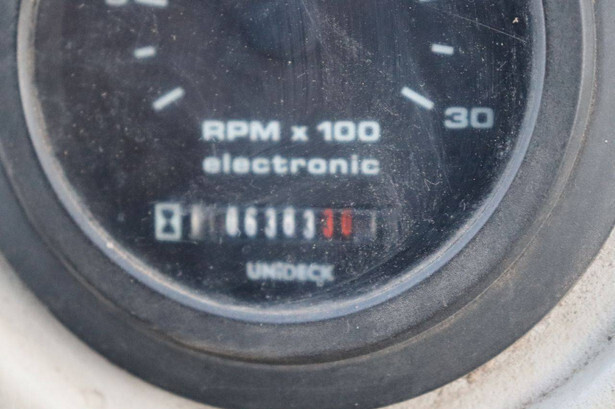 30
RPM x 100
electronic
UNIDECK